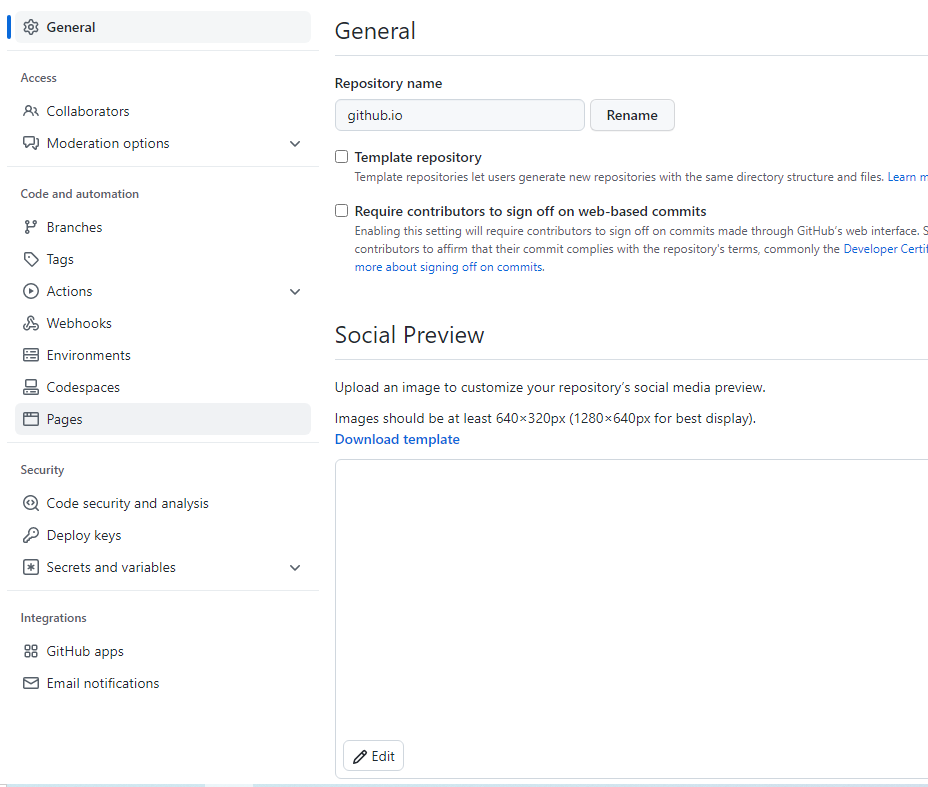 General
Access
Collaborators
Moderation options
Code and automation
Branches
Tags
Actions
Webhooks
Environments
Codespaces
Pages
Security
Code security and analysis
Deploy keys
Secrets and variables
Integrations
GitHub apps
Email notifications
General
Repository name
github.io
Rename
Template repository
Template repositories let users generate new repositories with the same directory structure and files. Learn m
Require contributors to sign off on web-based commits
Enabling this setting will require contributors to sign off on commits made through GitHub's web interface. S
contributors to affirm that their commit complies with the repository's terms, commonly the Developer Certif
more about signing off on commits.
Social Preview
Upload an image to customize your repository's social media preview.
Images should be at least 640×320px (1280×640px for best display).
Download template
Edit